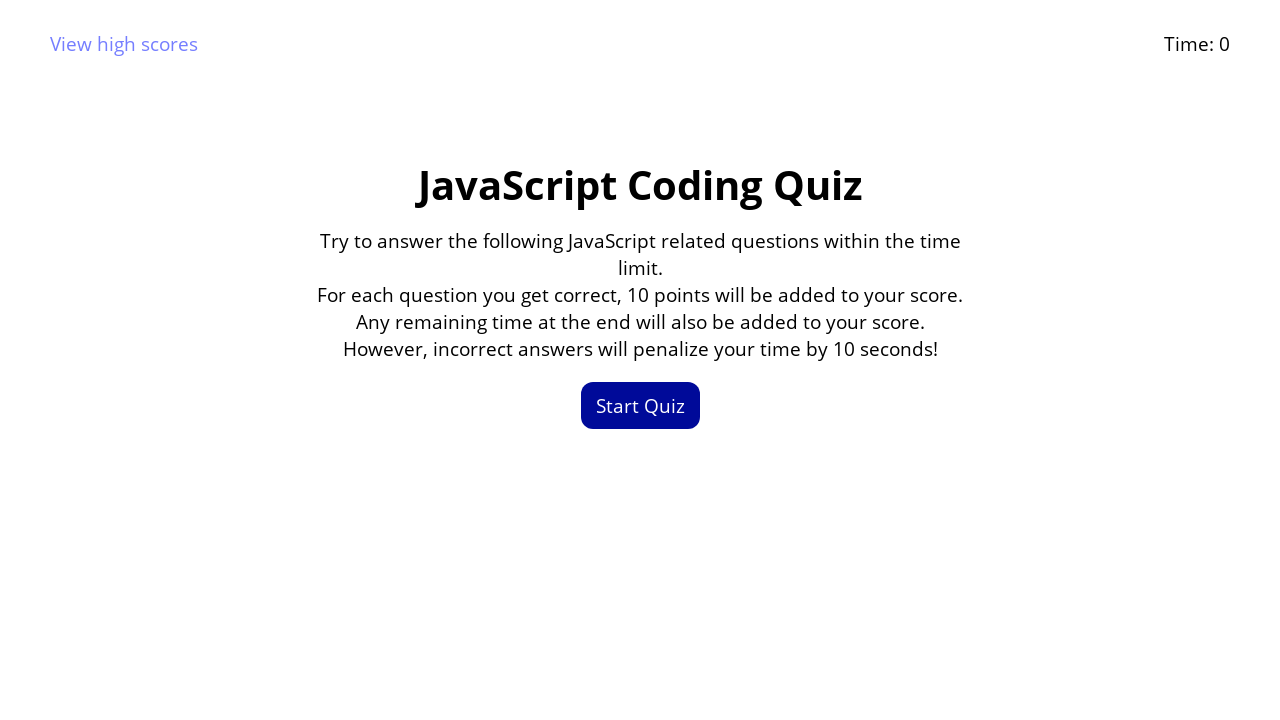 View high scores
Time: 0
JavaScript Coding Quiz
Try to answer the following JavaScript related questions within the time
limit.
For each question you get correct, 10 points will be added to your score.
Any remaining time at the end will also be added to your score.
However, incorrect answers will penalize your time by 10 seconds!
Start Quiz